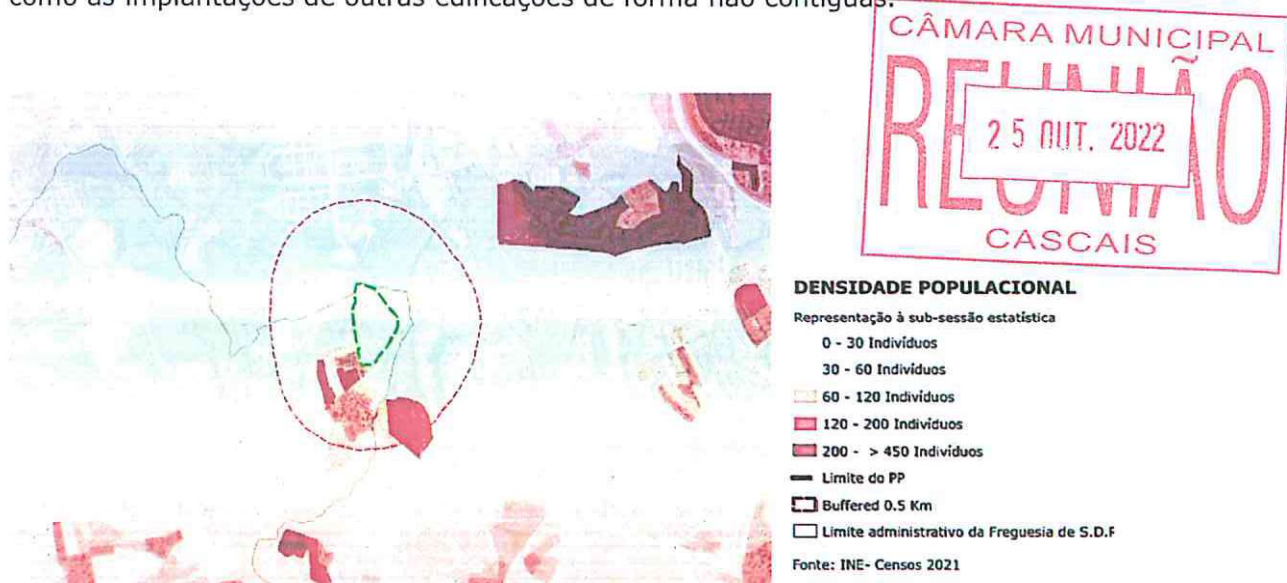 como as implantações de outras edificações de forma não contíguas.
CÂMARA MUNICIPAL
REUNIÃO
25 OUT. 2022
CASCAIS
DENSIDADE POPULACIONAL
Representação à sub-sessão estatística
0 - 30 Indivíduos
30 - 60 Indivíduos
60 - 120 Indivíduos
120 - 200 Indivíduos
200 - > 450 Indivíduos
Limite do PP
Buffered 0.5 Km
Limite administrativo da Freguesia de S.D.F
Fonte: INE- Censos 2021